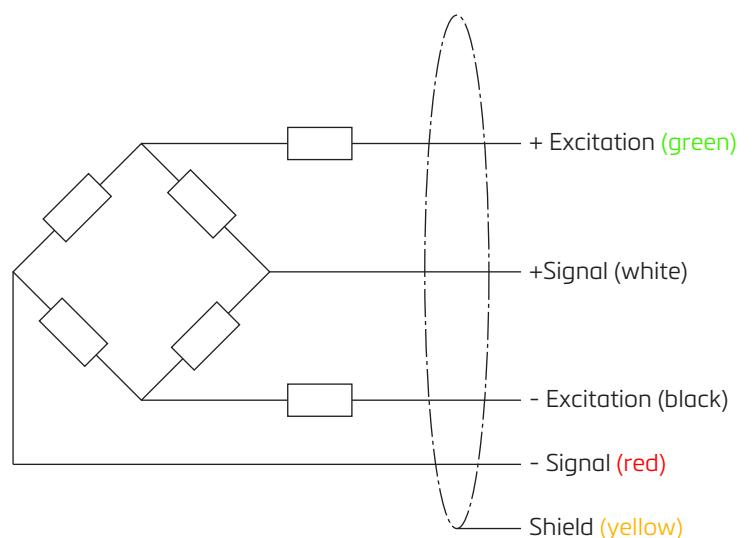 + Excitation (green)
+Signal (white)
- Excitation (black)
- Signal (red)
Shield (yellow)